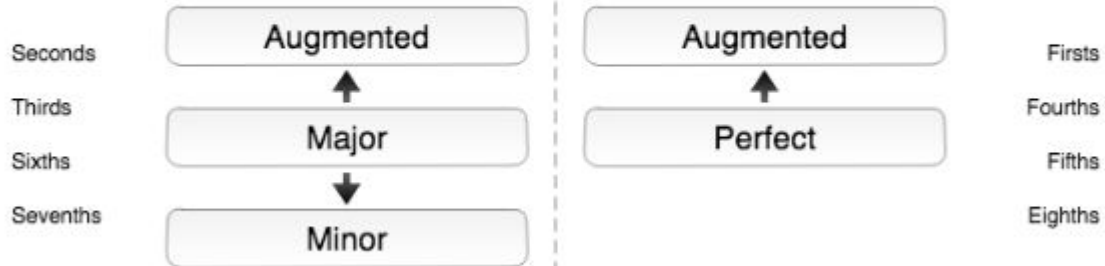 Augmented
Augmented
Seconds
Firsts
Thirds
Fourths
Major
Perfect
Sixths
Fifths
Sevenths
Eighths
Minor